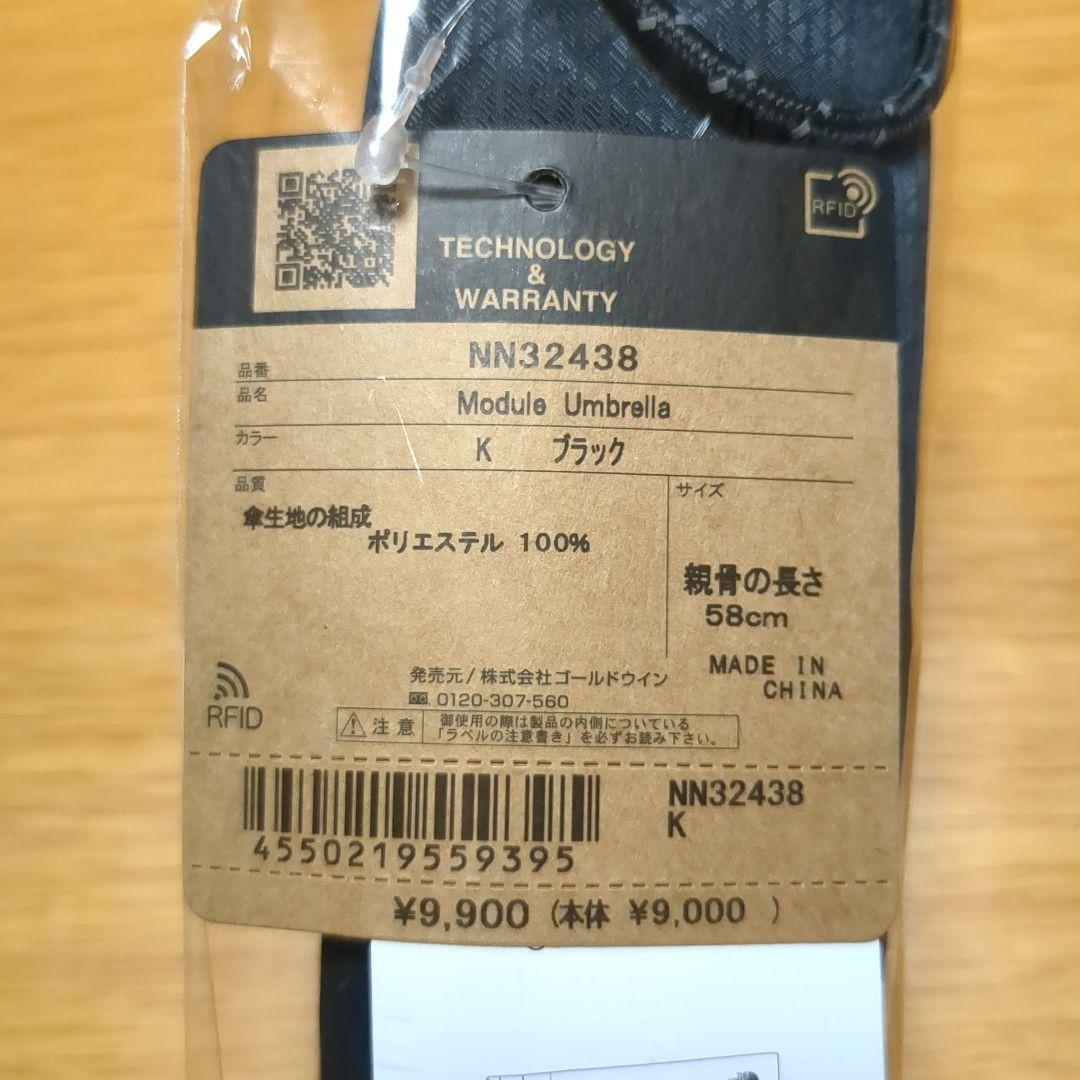 RFID
TECHNOLOGY
&
WARRANTY
品番 NN32438
品名 Module Umbrella
カラー K ブラック
品質
傘生地の組成
ポリエステル 100%
サイズ
親骨の長さ
58cm
MADE IN
CHINA
発売元/株式会社ゴールドウイン
0120-307-560
RFID
注意 御使用の際は製品の内側についている
「ラベルの注意書き」を必ずお読み下さい。
4550219559395
NN32438
K
¥9,900 (本体 ¥9,000 )